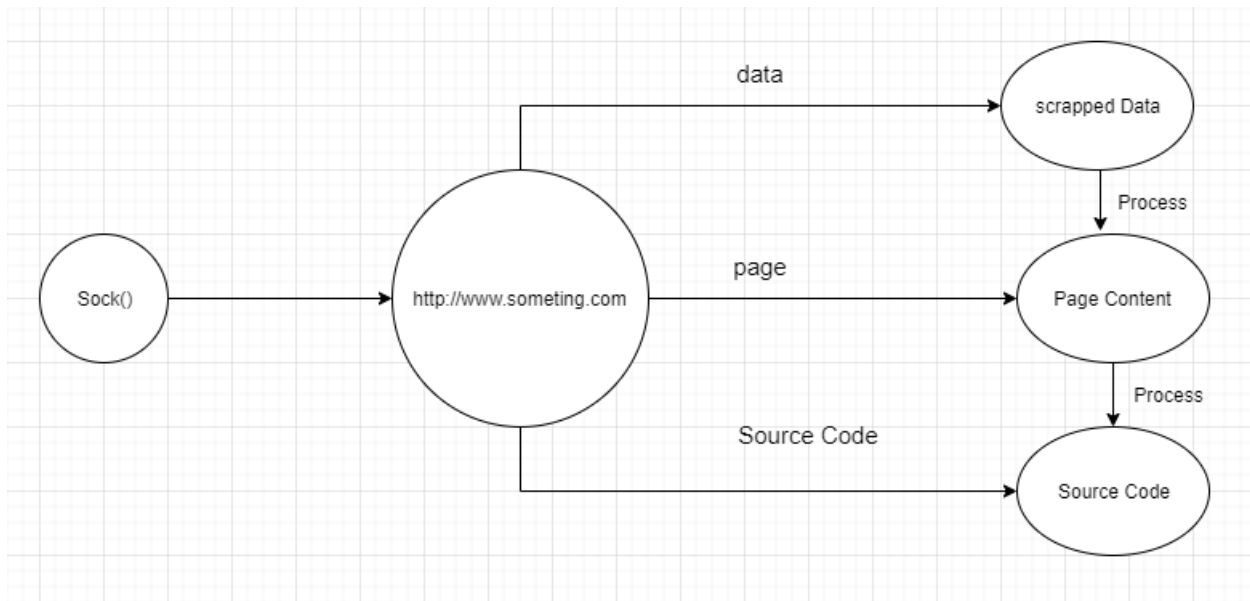 data
scrapped Data
Process
page
Sock()
http://www.someting.com
Page Content
Process
Source Code
Source Code